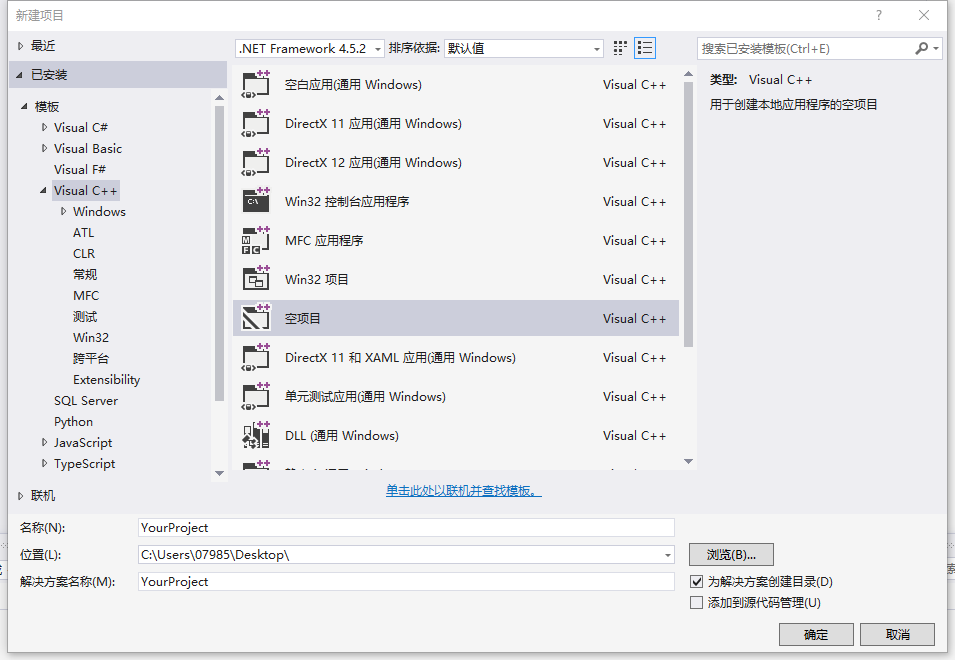 新建项目
最近
.NET Framework 4.5.2 排序依据: 默认值
搜索已安装模板(Ctrl+E)
已安装
模板
Visual C#
Visual Basic
Visual F#
Visual C++
Windows
ATL
CLR
常规
MFC
测试
Win32
跨平台
Extensibility
SQL Server
Python
JavaScript
TypeScript
联机
空白应用(通用 Windows) Visual C++
DirectX 11 应用(通用 Windows) Visual C++
DirectX 12 应用(通用 Windows) Visual C++
Win32 控制台应用程序 Visual C++
MFC 应用程序 Visual C++
Win32 项目 Visual C++
空项目 Visual C++
DirectX 11 和 XAML 应用(通用 Windows) Visual C++
单元测试应用(通用 Windows) Visual C++
DLL (通用 Windows) Visual C++
单击此处以联机并查找模板。
类型: Visual C++
用于创建本地应用程序的空项目
名称(N): YourProject
位置(L): C:\Users\07985\Desktop\ 浏览(B)...
解决方案名称(M): YourProject
为解决方案创建目录(D)
添加到源代码管理(U)
确定 取消